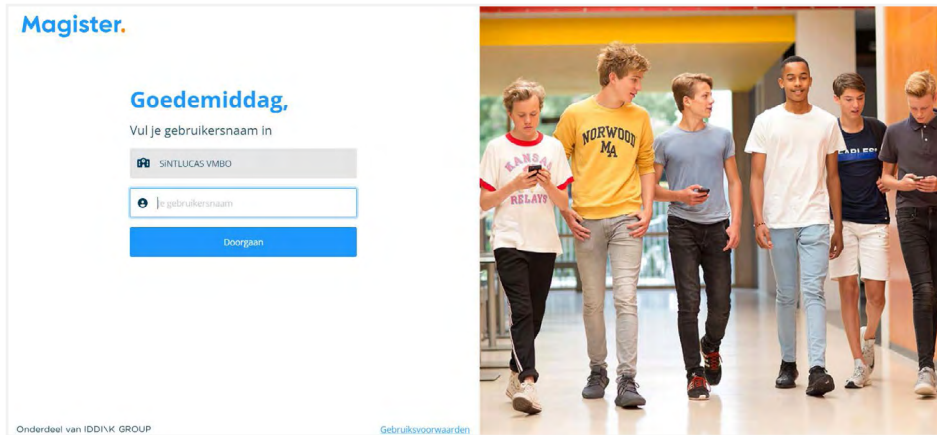 Magister.
Goedemiddag,
Vul je gebruikersnaam in
SiNTLUCAS VMBO
Je gebruikersnaam
Doorgaan
Onderdeel van IDDINK GROUP
Gebruiksvoorwaarden
KANSAS
RELAYS
NORWOOD
MA